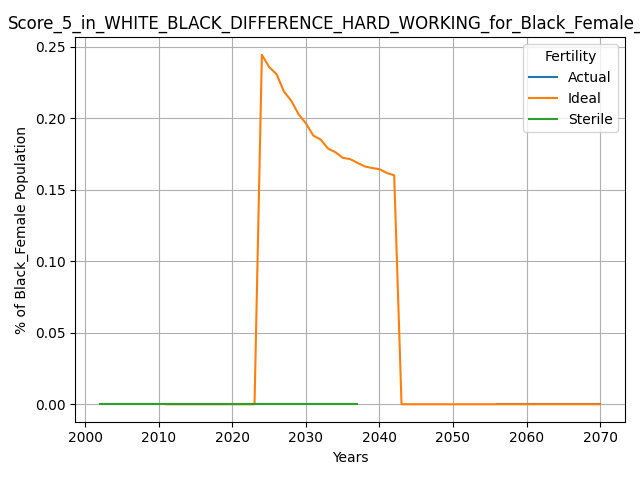 Score_5_in_WHITE_BLACK_DIFFERENCE_HARD_WORKING_for_Black_Female_
Fertility
Actual
Ideal
Sterile
% of Black_Female Population
0.25
0.20
0.15
0.10
0.05
0.00
2000 2010 2020 2030 2040 2050 2060 2070
Years